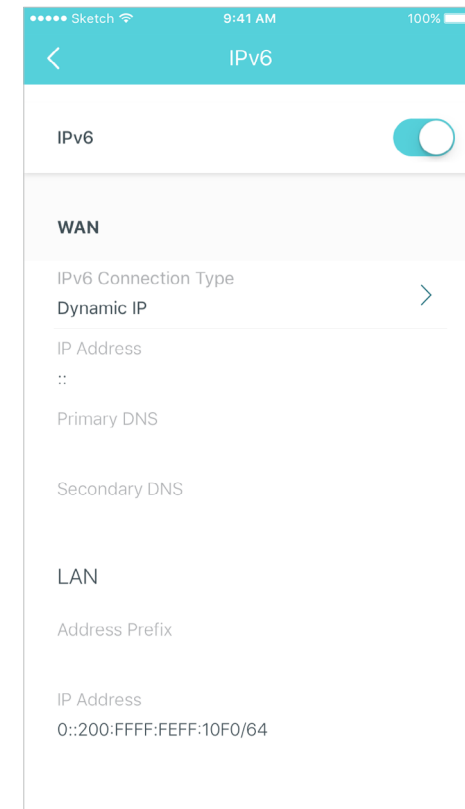 Sketch 9:41 AM 100%
IPv6
IPv6
WAN
IPv6 Connection Type
Dynamic IP
IP Address
::
Primary DNS
Secondary DNS
LAN
Address Prefix
IP Address
0::200:FFFF:FEFF:10F0/64